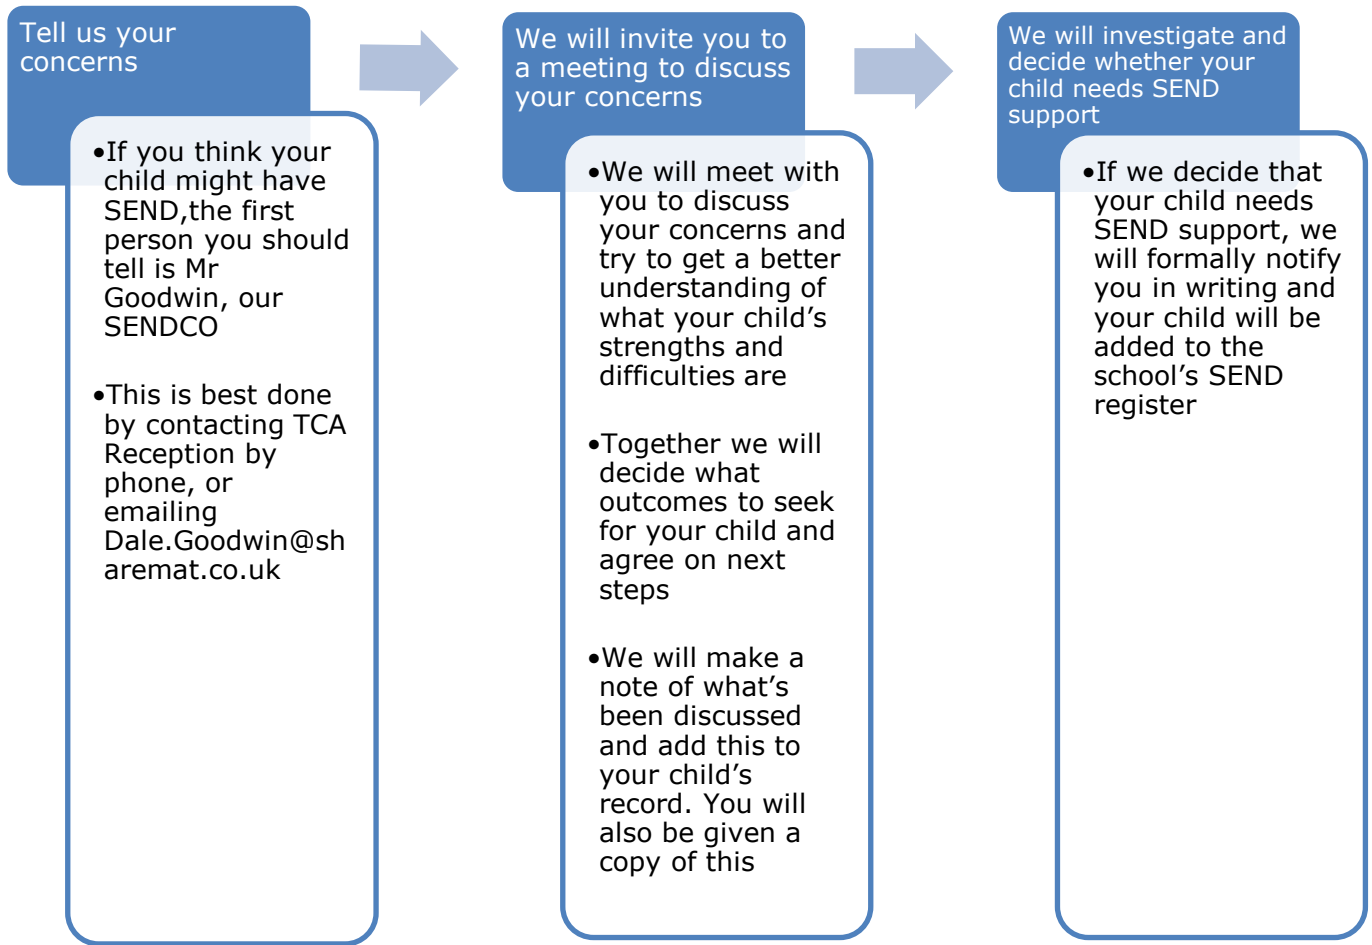 Tell us your
concerns
•If you think your
child might have
SEND,the first
person you should
tell is Mr
Goodwin, our
SENDCO
•This is best done
by contacting TCA
Reception by
phone, or
emailing
Dale.Goodwin@sh
aremat.co.uk
We will invite you to
a meeting to discuss
your concerns
•We will meet with
you to discuss
your concerns and
try to get a better
understanding of
what your child’s
strengths and
difficulties are
•Together we will
decide what
outcomes to seek
for your child and
agree on next
steps
•We will make a
note of what’s
been discussed
and add this to
your child’s
record. You will
also be given a
copy of this
We will investigate and
decide whether your
child needs SEND
support
•If we decide that
your child needs
SEND support, we
will formally notify
you in writing and
your child will be
added to the
school’s SEND
register